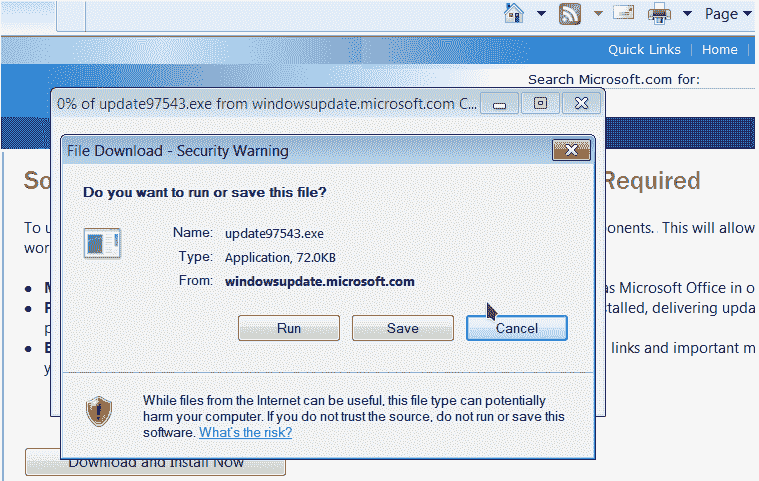 Page
Quick Links | Home |
Search Microsoft.com for:
0% of update97543.exe from windowsupdate.microsoft.com C...
File Download - Security Warning
So
Required
Do you want to run or save this file?
To u
onents. This will allow
wor
Name: update97543.exe
Type: Application, 72.0KB
From: windowsupdate.microsoft.com
M
as Microsoft Office in o
F
stalled, delivering upda
p
Run
Save
Cancel
E
links and important m
y
While files from the Internet can be useful, this file type can potentially
harm your computer. If you do not trust the source, do not run or save this
software. What's the risk?
Download and Install Now